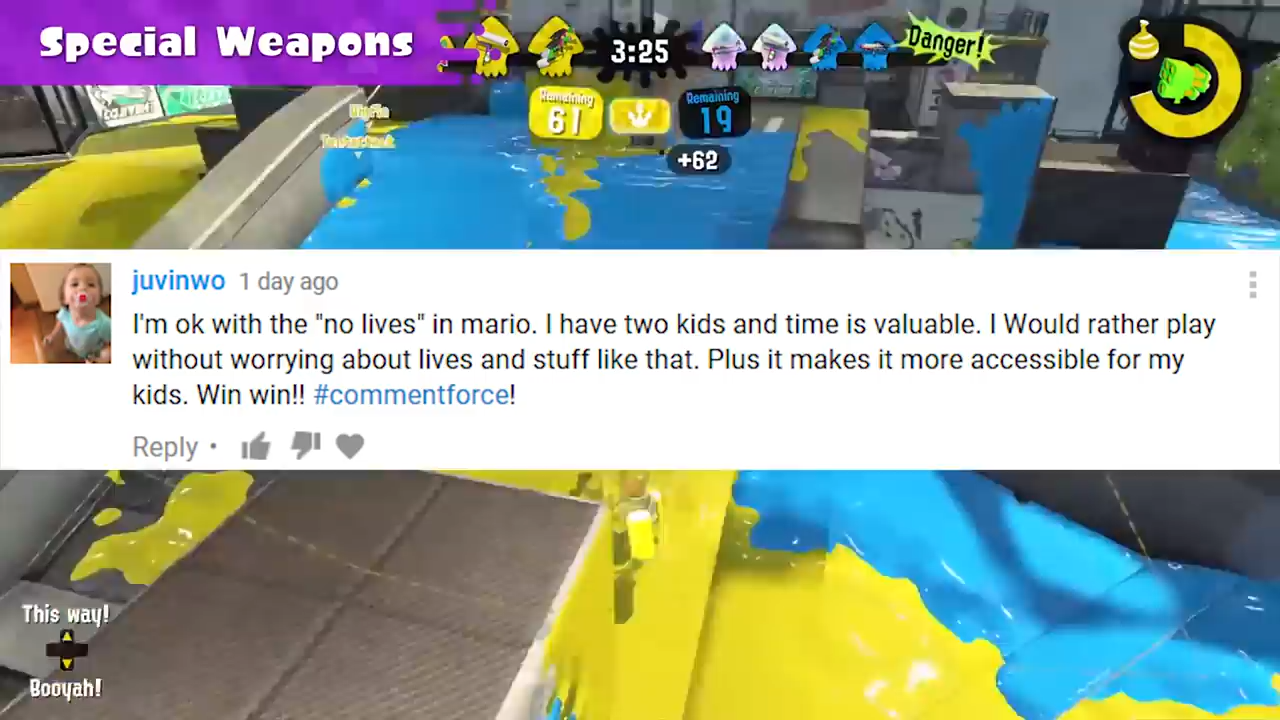 Special Weapons
3:25
Danger!
Remaining
61
Remaining
19
+62
juvinwo 1 day ago
I'm ok with the "no lives" in mario. I have two kids and time is valuable. I Would rather play
without worrying about lives and stuff like that. Plus it makes it more accessible for my
kids. Win win!! #commentforce!
Reply •
This way!
Booyah!